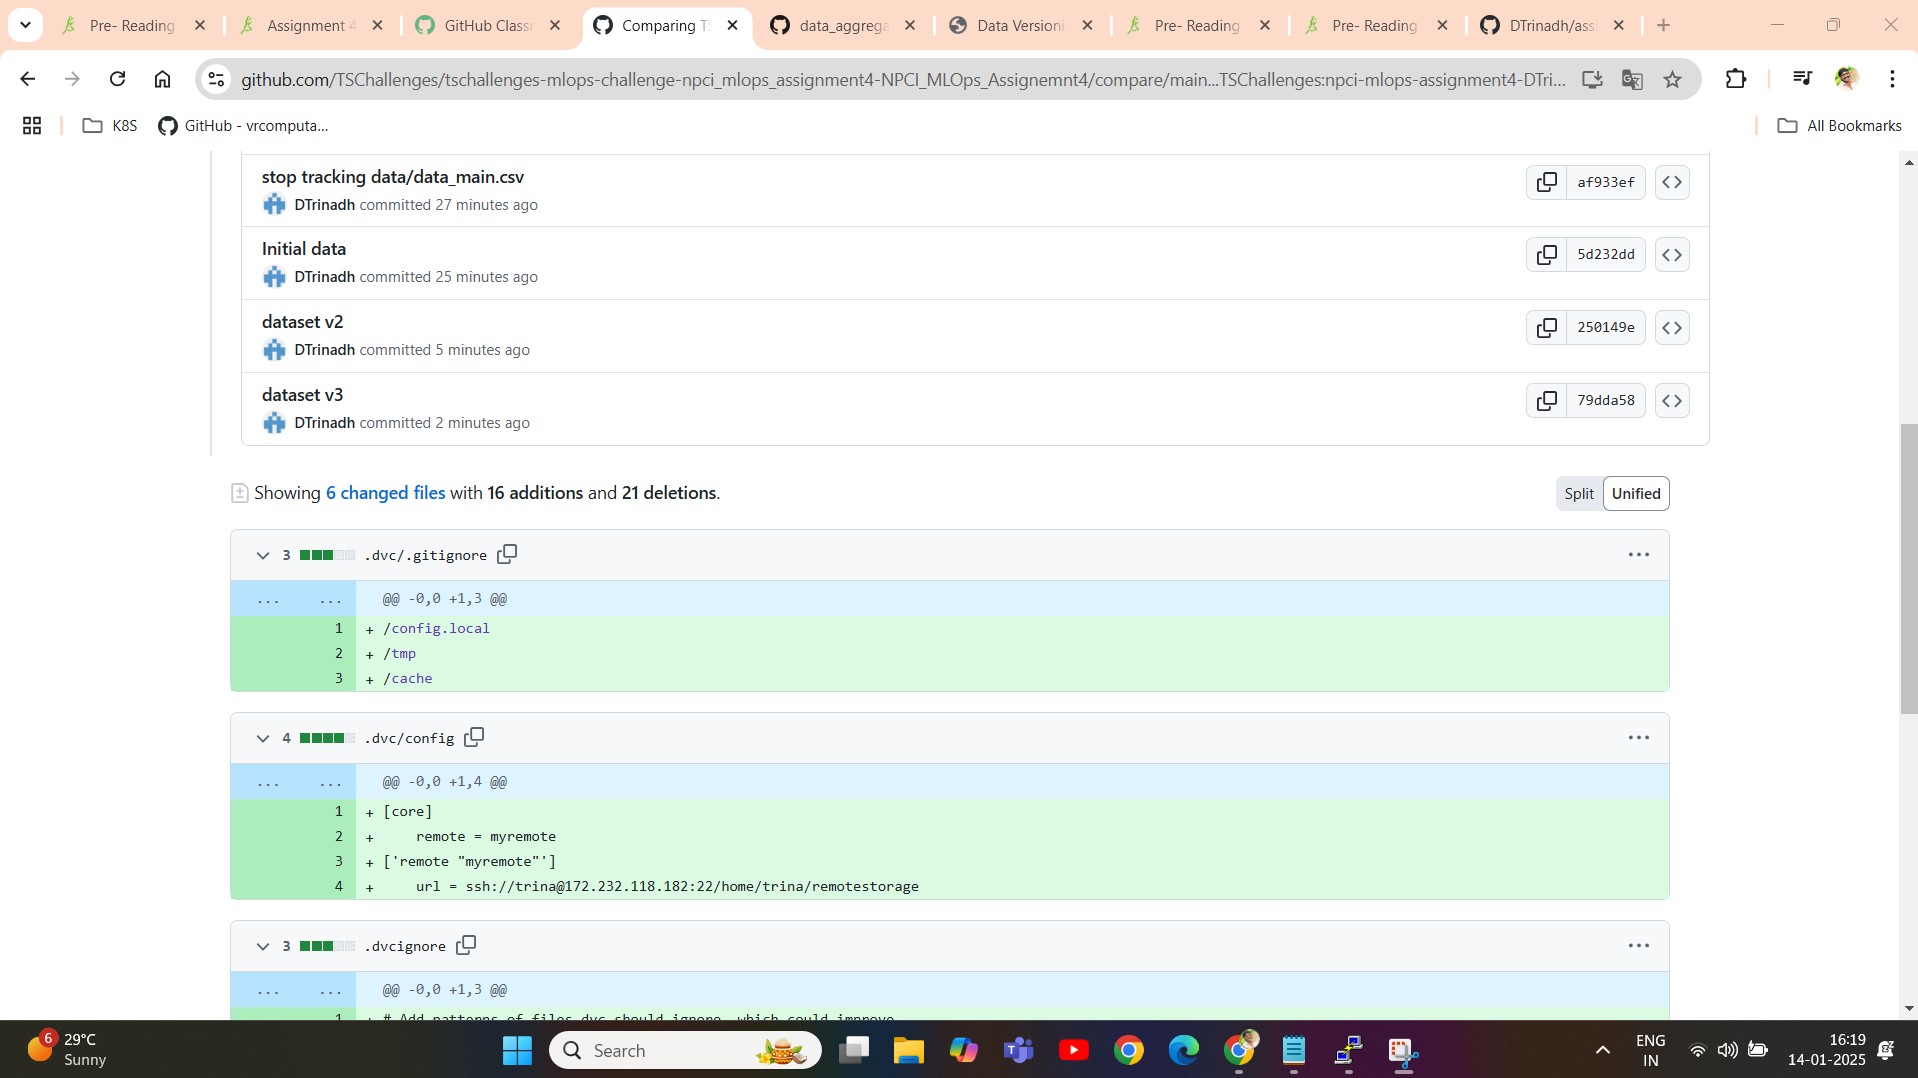 Pre- Reading
Assignment 4
GitHub Class
Comparing TS
data_aggrega
Data Versioni
Pre- Reading
Pre- Reading
DTrinadh/ass
github.com/TSChallenges/tschallenges-mlops-challenge-npci_mlops_assignment4-NPCI_MLOps_Assignemnt4/compare/main...TSChallenges:npci-mlops-assignment4-DTri...
K8S
GitHub - vrcomputa...
All Bookmarks
stop tracking data/data_main.csv
af933ef
DTrinadh committed 27 minutes ago
Initial data
5d232dd
DTrinadh committed 25 minutes ago
dataset v2
250149e
DTrinadh committed 5 minutes ago
dataset v3
79dda58
DTrinadh committed 2 minutes ago
Showing 6 changed files with 16 additions and 21 deletions.
Split Unified
3 .dvc/.gitignore
... ... @@ -0,0 +1,3 @@
1 + /config.local
2 + /tmp
3 + /cache
4 .dvc/config
... ... @@ -0,0 +1,4 @@
1 + [core]
2 + remote = myremote
3 + ['remote "myremote"']
4 + url = ssh://trina@172.232.118.182:22/home/trina/remotestorage
3 .dvcignore
... ... @@ -0,0 +1,3 @@
1 + # Add patterns of files dvc should ignore, which could improve
6
29°C
Sunny
Search
ENG
IN
16:19
14-01-2025